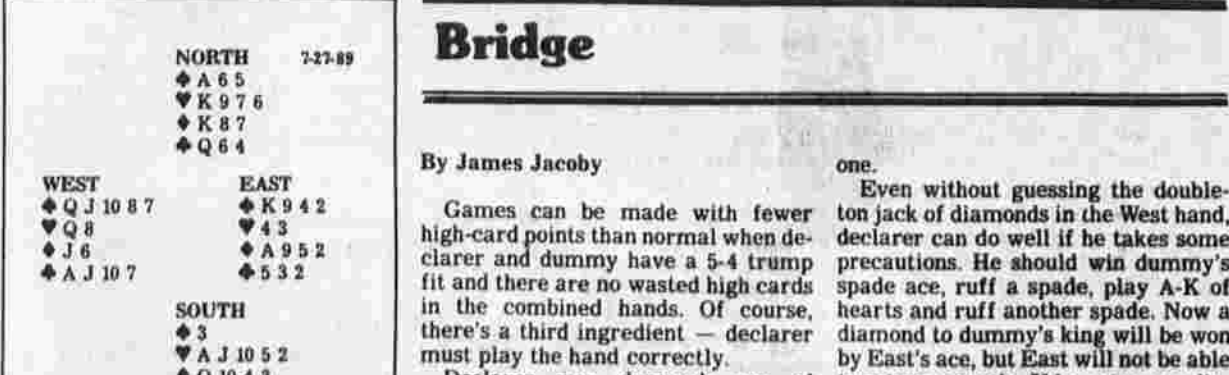 NORTH 7-27-89
♠ A 6 5
♥ K 9 7 6
♦ K 8 7
♣ Q 6 4
WEST EAST
♠ Q J 10 8 7 ♠ K 9 4 2
♥ Q 8 ♥ 4 3
♦ J 6 ♦ A 9 5 2
♣ A J 10 7 ♣ 5 3 2
SOUTH
♠ 3
♥ A J 10 5 2
Bridge
By James Jacoby
Games can be made with fewer
high-card points than normal when de-
clarer and dummy have a 5-4 trump
fit and there are no wasted high cards
in the combined hands. Of course,
there's a third ingredient — declarer
must play the hand correctly.
one.
Even without guessing the double-
ton jack of diamonds in the West hand,
declarer can do well if he takes some
precautions. He should win dummy's
spade ace, ruff a spade, play A-K of
hearts and ruff another spade. Now a
diamond to dummy's king will be won
by East's ace, but East will not be able